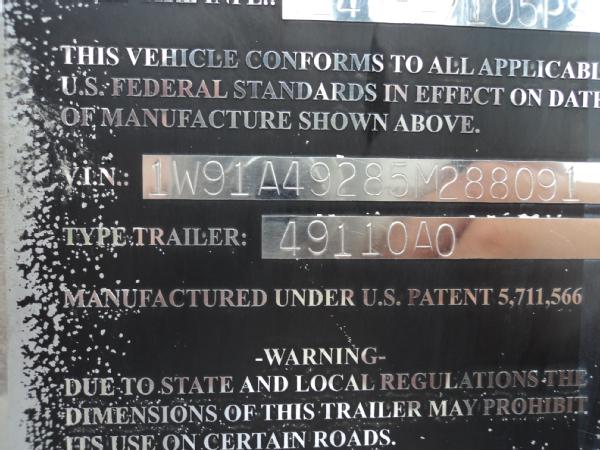 THIS VEHICLE CONFORMS TO ALL APPLICABL
U.S. FEDERAL STANDARDS IN EFFECT ON DATE
OF MANUFACTURE SHOWN ABOVE.
V.I.N.: 1W91A49285M288091
TYPE TRAILER: 49110A0
MANUFACTURED UNDER U.S. PATENT 5,711,566
-WARNING-
DUE TO STATE AND LOCAL REGULATIONS THE
DIMENSIONS OF THIS TRAILER MAY PROHIBIT
ITS USE ON CERTAIN ROADS.